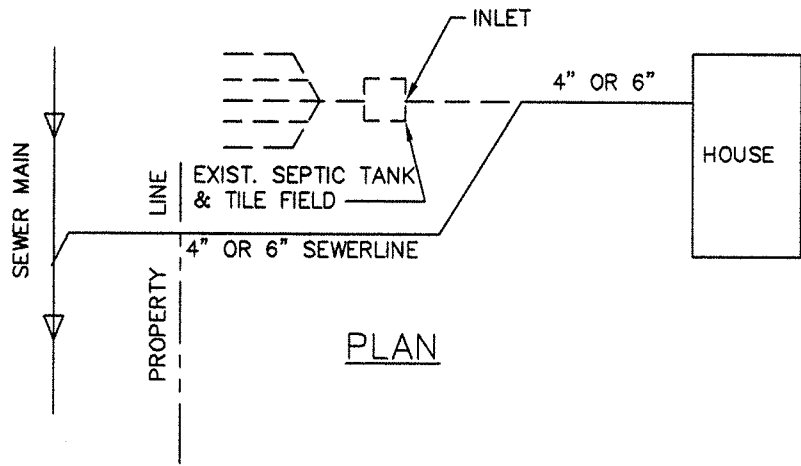 INLET
4" OR 6"
HOUSE
EXIST. SEPTIC TANK
& TILE FIELD
SEWER MAIN
PROPERTY LINE
4" OR 6" SEWERLINE
PLAN